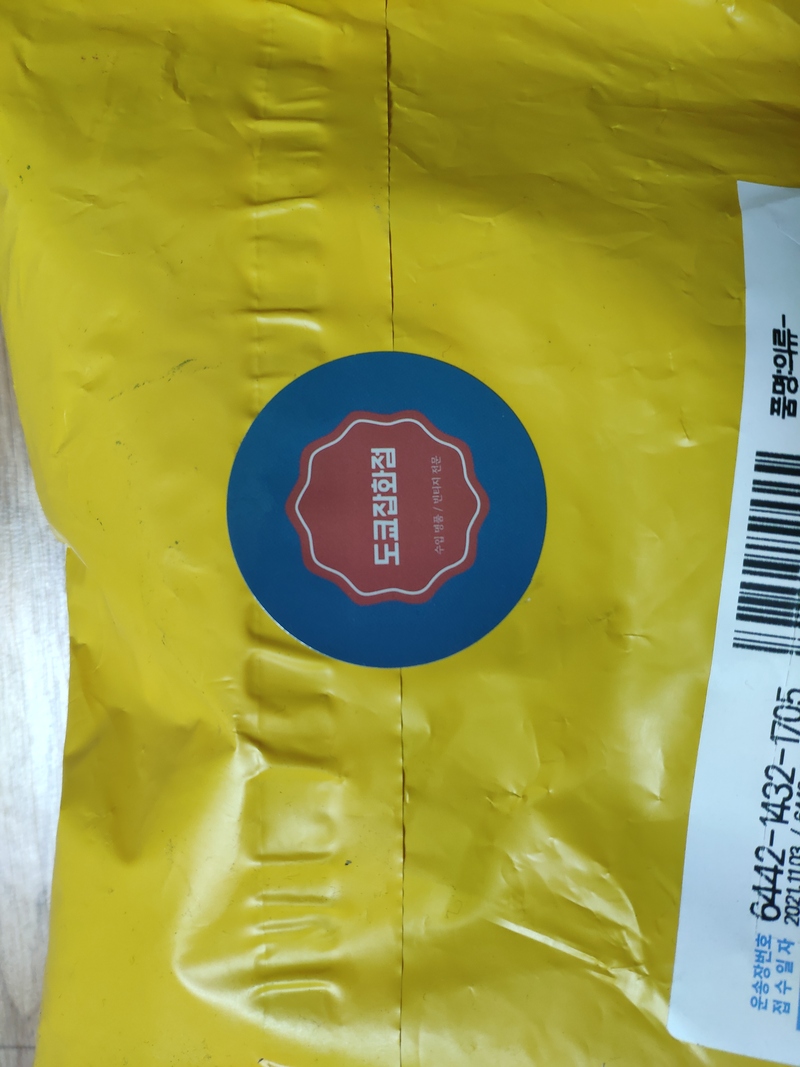 도쿄잡화점
수입 명품 / 빈티지 전문
품명:의류-
운송장번호 6442-1432-1705
접수일자 2021.11.03 /